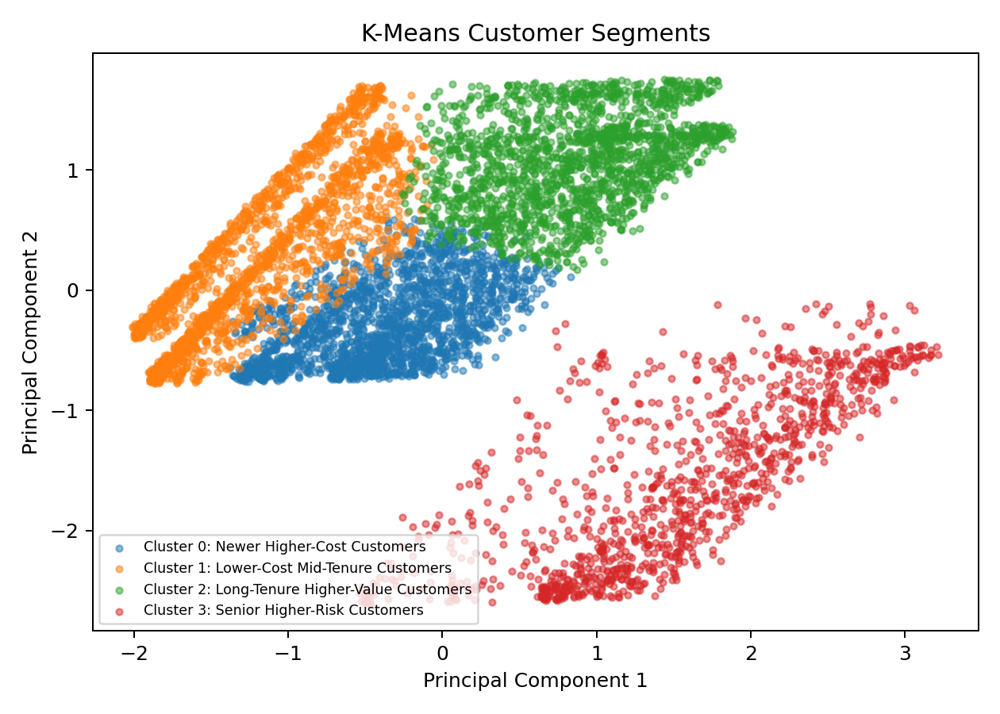 K-Means Customer Segments
Principal Component 2
1
0
−1
−2
Cluster 0: Newer Higher-Cost Customers
Cluster 1: Lower-Cost Mid-Tenure Customers
Cluster 2: Long-Tenure Higher-Value Customers
Cluster 3: Senior Higher-Risk Customers
−2 −1 0 1 2 3
Principal Component 1